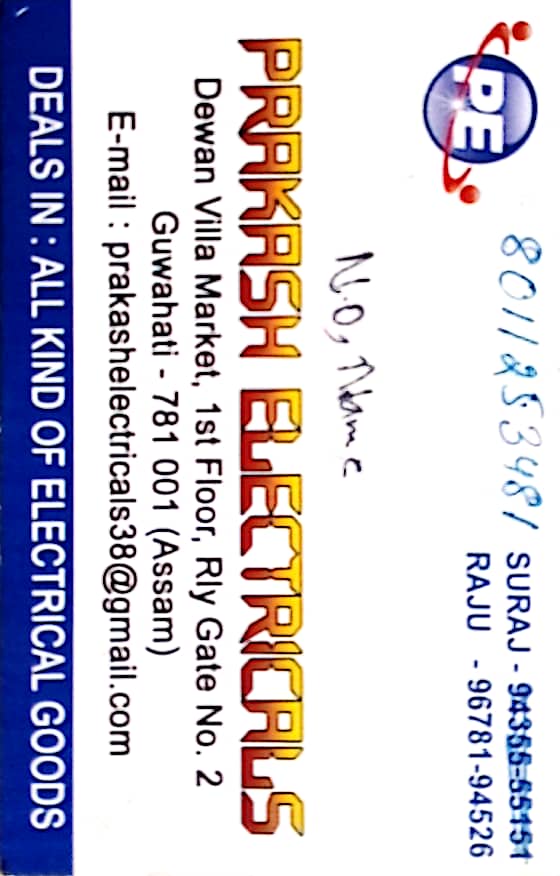 PE
8011253481
SURAJ - 94355-55151
RAJU - 96781-94526
N.O, Name
PRAKASH ELECTRICALS
Dewan Villa Market, 1st Floor, Rly Gate No. 2
Guwahati - 781 001 (Assam)
E-mail : prakashelectricals38@gmail.com
DEALS IN : ALL KIND OF ELECTRICAL GOODS